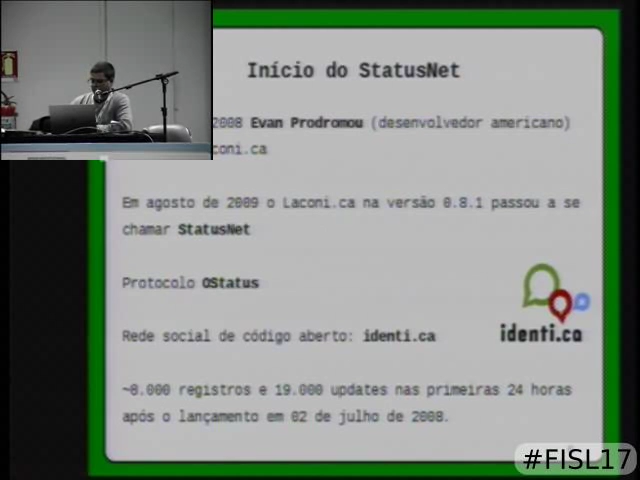 Início do StatusNet
2008 Evan Prodromou (desenvolvedor americano)
coni.ca
Em agosto de 2009 o Laconi.ca na versão 0.8.1 passou a se
chamar StatusNet
Protocolo OStatus
Rede social de código aberto: identi.ca
identi.ca
~8.000 registros e 19.000 updates nas primeiras 24 horas
após o lançamento em 02 de julho de 2008.
#FISL17